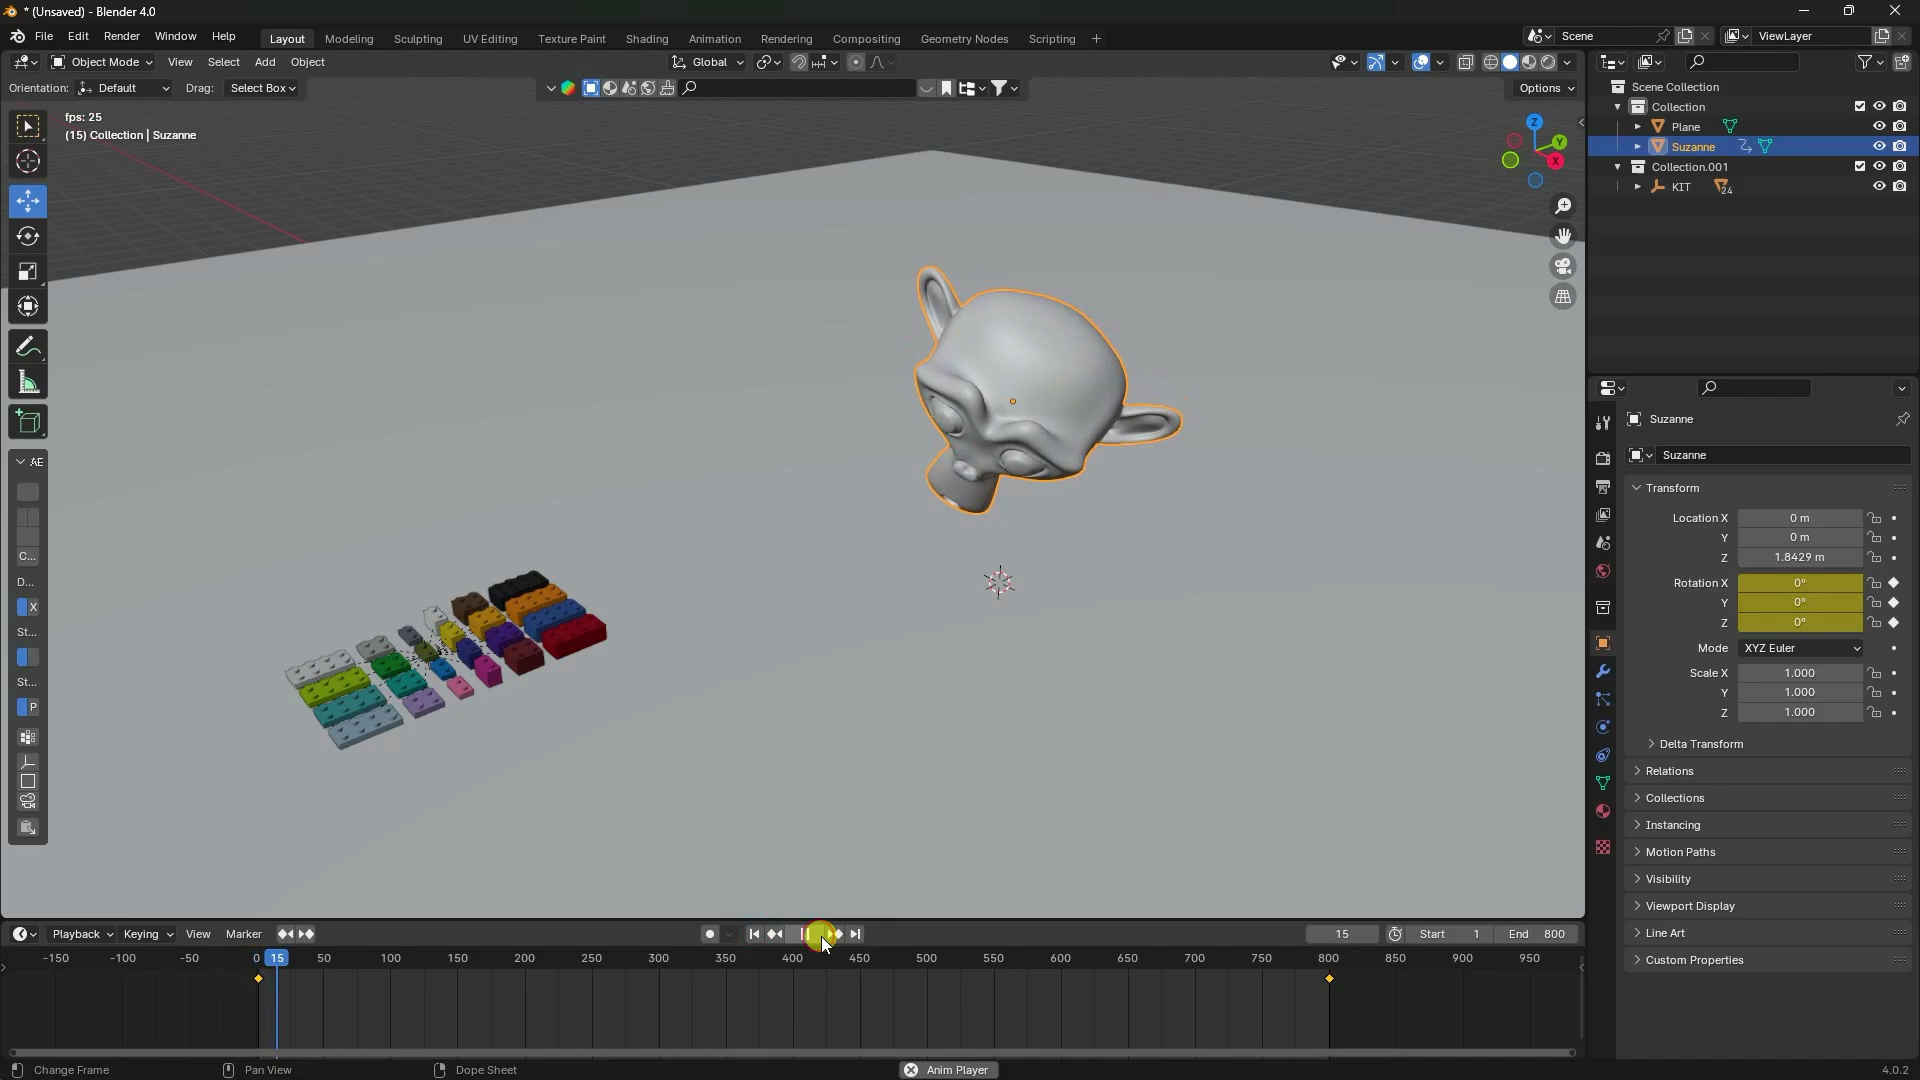 * (Unsaved) - Blender 4.0
File Edit Render Window Help
Layout Modeling Sculpting UV Editing Texture Paint Shading Animation Rendering Compositing Geometry Nodes Scripting +
Scene
ViewLayer
Object Mode View Select Add Object
Global
Orientation: Default Drag: Select Box
Options
fps: 25
(15) Collection | Suzanne
Z
Y
X
Scene Collection
Collection
Plane
Suzanne
Collection.001
KIT 24
AE
C...
D...
X
St...
St...
P
Suzanne
Suzanne
Transform
Location X 0 m
Y 0 m
Z 1.8429 m
Rotation X 0°
Y 0°
Z 0°
Mode XYZ Euler
Scale X 1.000
Y 1.000
Z 1.000
Delta Transform
Relations
Collections
Instancing
Motion Paths
Visibility
Viewport Display
Line Art
Custom Properties
Playback Keying View Marker
15 Start 1 End 800
-150 -100 -50 0 15 50 100 150 200 250 300 350 400 450 500 550 600 650 700 750 800 850 900 950
Change Frame Pan View Dope Sheet Anim Player 4.0.2